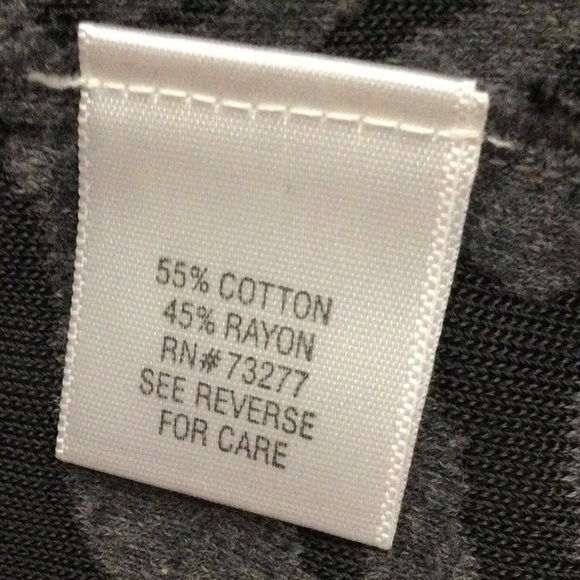 55% COTTON
45% RAYON
RN# 73277
SEE REVERSE
FOR CARE